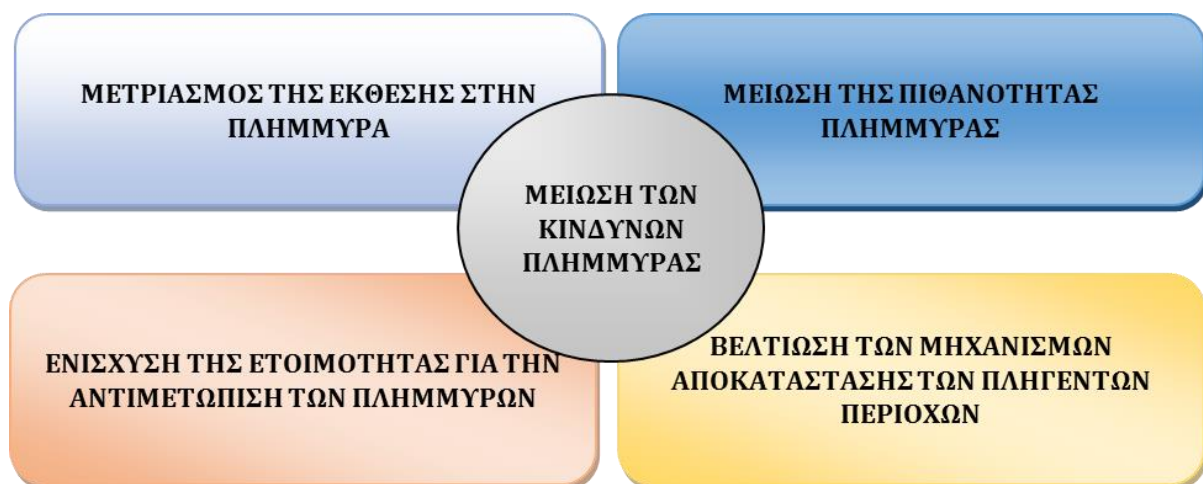 ΜΕΤΡΙΑΣΜΟΣ ΤΗΣ ΕΚΘΕΣΗΣ ΣΤΗΝ
ΠΛΗΜΜΥΡΑ
ΜΕΙΩΣΗ ΤΗΣ ΠΙΘΑΝΟΤΗΤΑΣ
ΠΛΗΜΜΥΡΑΣ
ΜΕΙΩΣΗ ΤΩΝ
ΚΙΝΔΥΝΩΝ
ΠΛΗΜΜΥΡΑΣ
ΕΝΙΣΧΥΣΗ ΤΗΣ ΕΤΟΙΜΟΤΗΤΑΣ ΓΙΑ ΤΗΝ
ΑΝΤΙΜΕΤΩΠΙΣΗ ΤΩΝ ΠΛΗΜΜΥΡΩΝ
ΒΕΛΤΙΩΣΗ ΤΩΝ ΜΗΧΑΝΙΣΜΩΝ
ΑΠΟΚΑΤΑΣΤΑΣΗΣ ΤΩΝ ΠΛΗΓΕΝΤΩΝ
ΠΕΡΙΟΧΩΝ